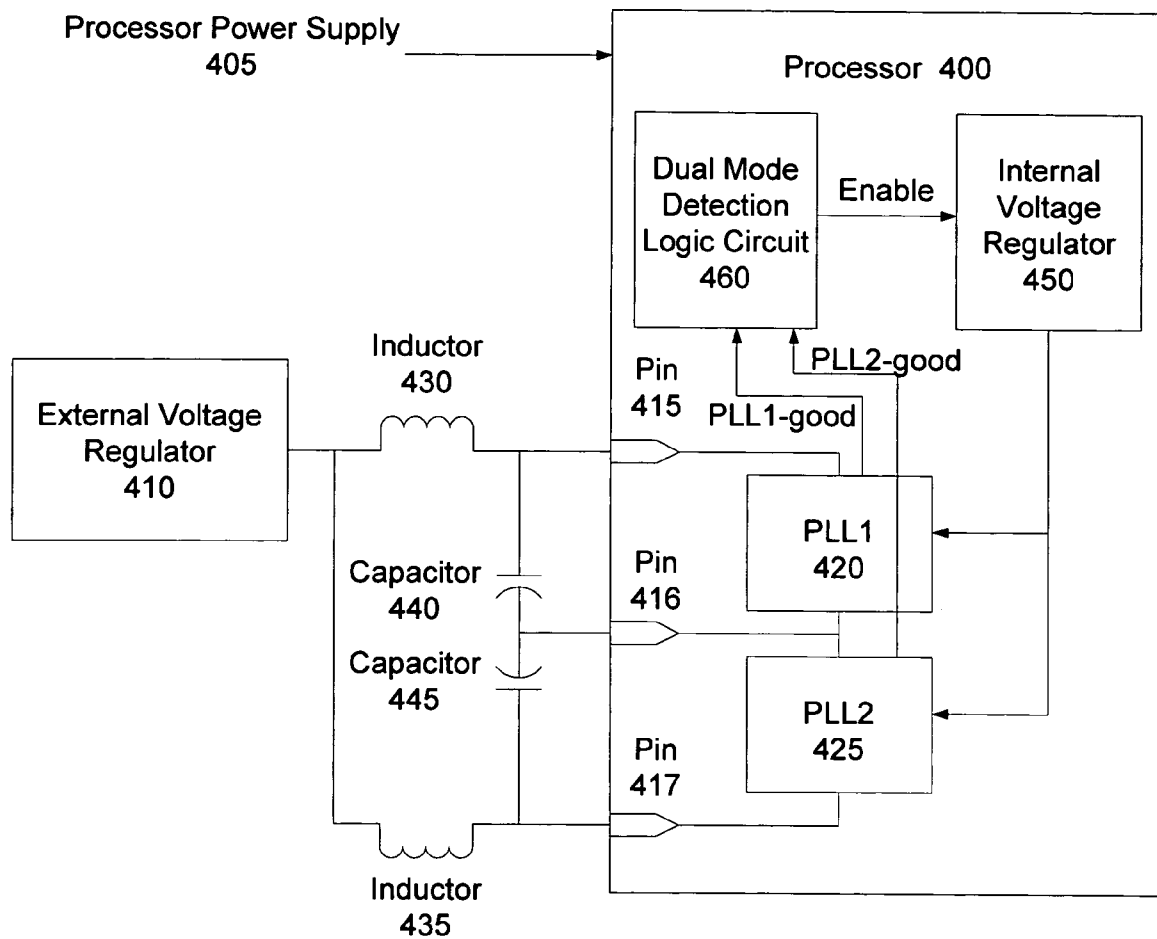 Processor Power Supply
405
Processor 400
Dual Mode
Detection
Logic Circuit
460
Enable
Internal
Voltage
Regulator
450
External Voltage
Regulator
410
Inductor
430
Pin
415
PLL2-good
PLL1-good
PLL1
420
Capacitor
440
Pin
416
Capacitor
445
PLL2
425
Pin
417
Inductor
435